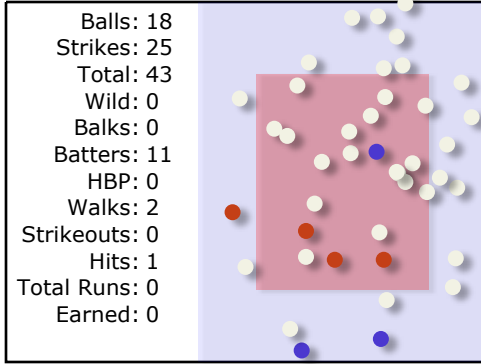 Balls: 18
Strikes: 25
Total: 43
Wild: 0
Balks: 0
Batters: 11
HBP: 0
Walks: 2
Strikeouts: 0
Hits: 1
Total Runs: 0
Earned: 0